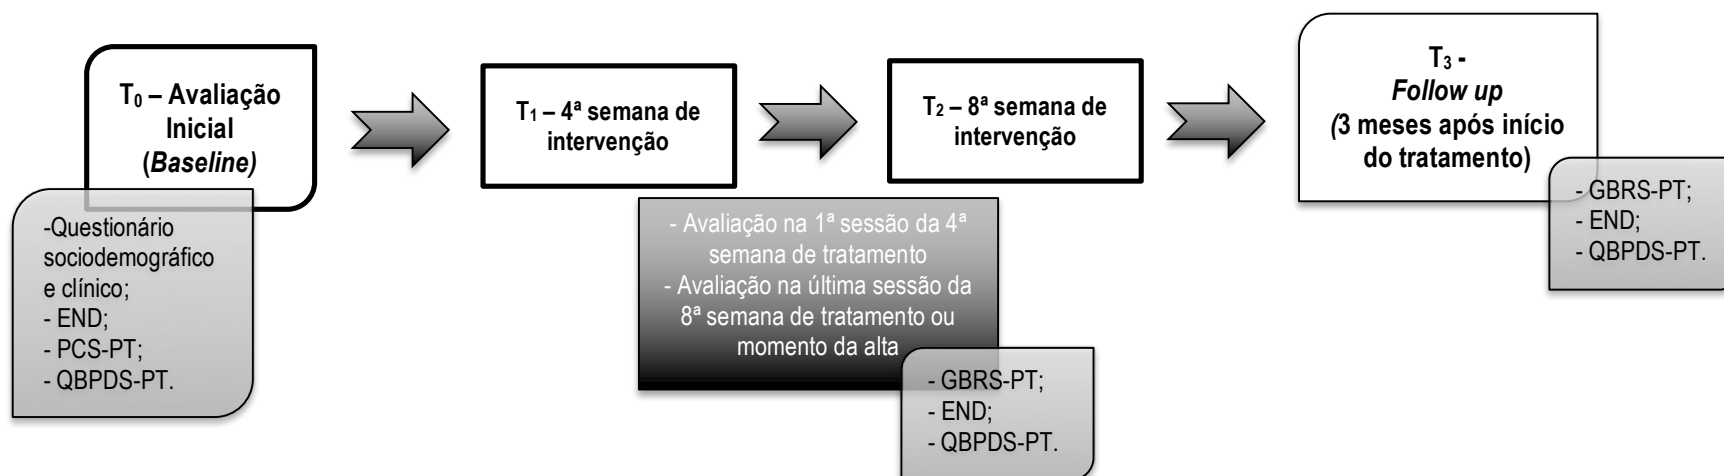 T₀ – Avaliação
Inicial
(Baseline)
-Questionário
sociodemográfico
e clínico;
- END;
- PCS-PT;
- QBPDS-PT.
T₁ – 4ª semana de
intervenção
T₂ – 8ª semana de
intervenção
- Avaliação na 1ª sessão da 4ª
semana de tratamento
- Avaliação na última sessão da
8ª semana de tratamento ou
momento da alta
- GBRS-PT;
- END;
- QBPDS-PT.
T₃ -
Follow up
(3 meses após início
do tratamento)
- GBRS-PT;
- END;
- QBPDS-PT.